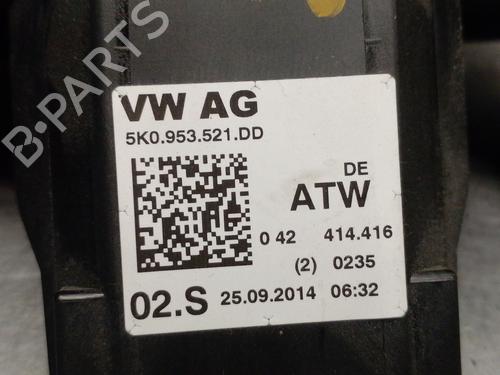 VW AG
5K0.953.521.DD
DE
ATW
0 42 414.416
(2) 0235
02.S 25.09.2014 06:32